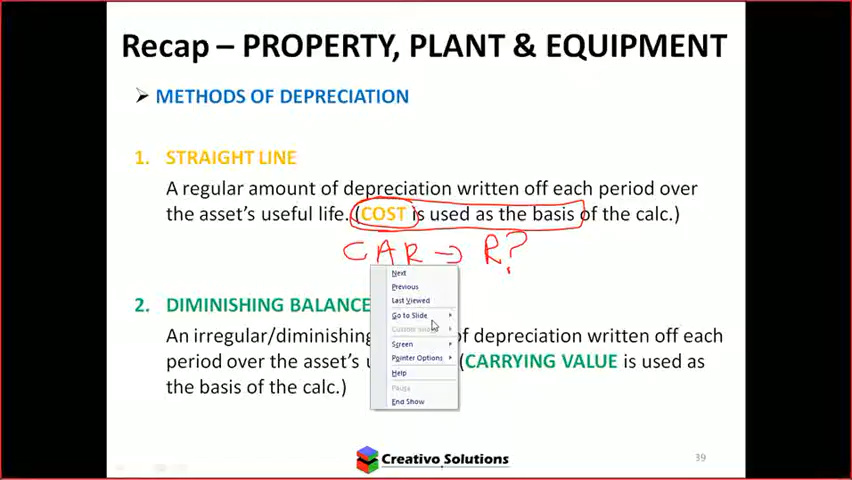 Recap – PROPERTY, PLANT & EQUIPMENT
➢ METHODS OF DEPRECIATION
1. STRAIGHT LINE
A regular amount of depreciation written off each period over
the asset's useful life. (COST is used as the basis of the calc.)
CAR → R?
Next
Previous
Last Viewed
Go to Slide
Custom Show
Screen
Pointer Options
Help
Pause
End Show
2. DIMINISHING BALANCE
An irregular/diminishing of depreciation written off each
period over the asset's u (CARRYING VALUE is used as
the basis of the calc.)
Creativo Solutions
39